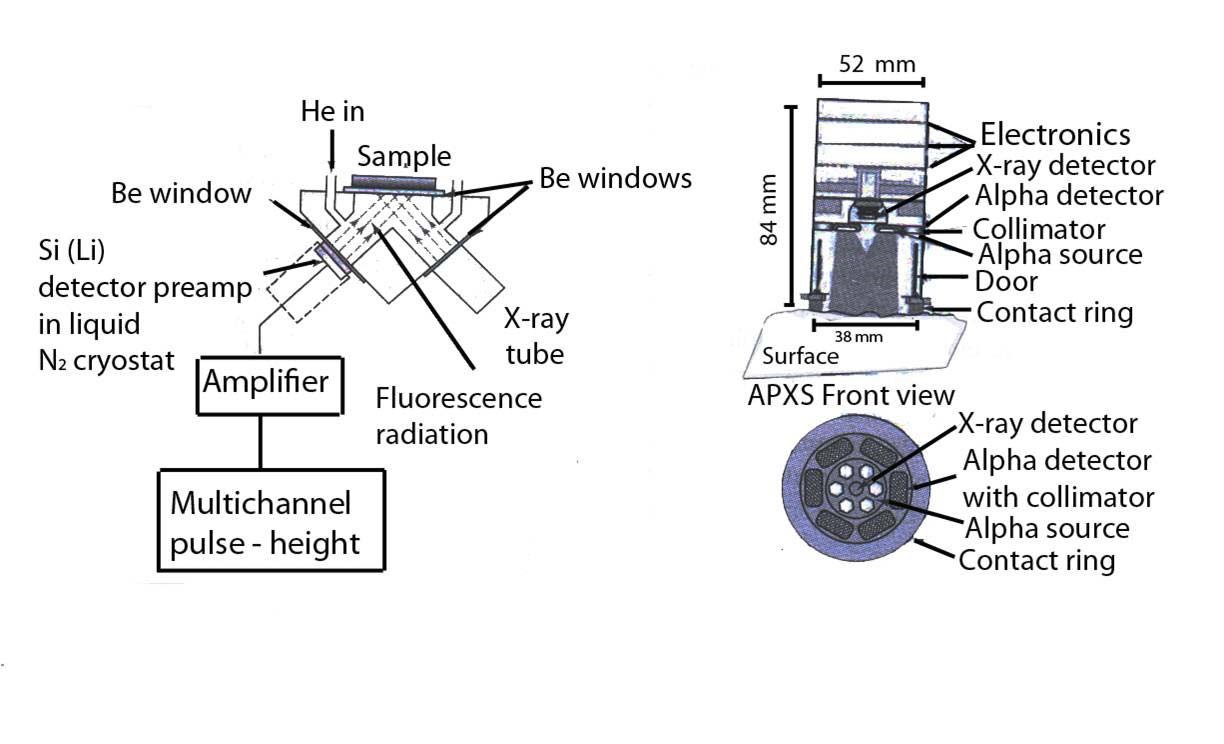 He in
Sample
Be window
Be windows
Si (Li)
detector preamp
in liquid
N₂ cryostat
X-ray
tube
Fluorescence
radiation
Amplifier
Multichannel
pulse - height
52 mm
84 mm
Electronics
X-ray detector
Alpha detector
Collimator
Alpha source
Door
Contact ring
38 mm
Surface
APXS Front view
X-ray detector
Alpha detector
with collimator
Alpha source
Contact ring